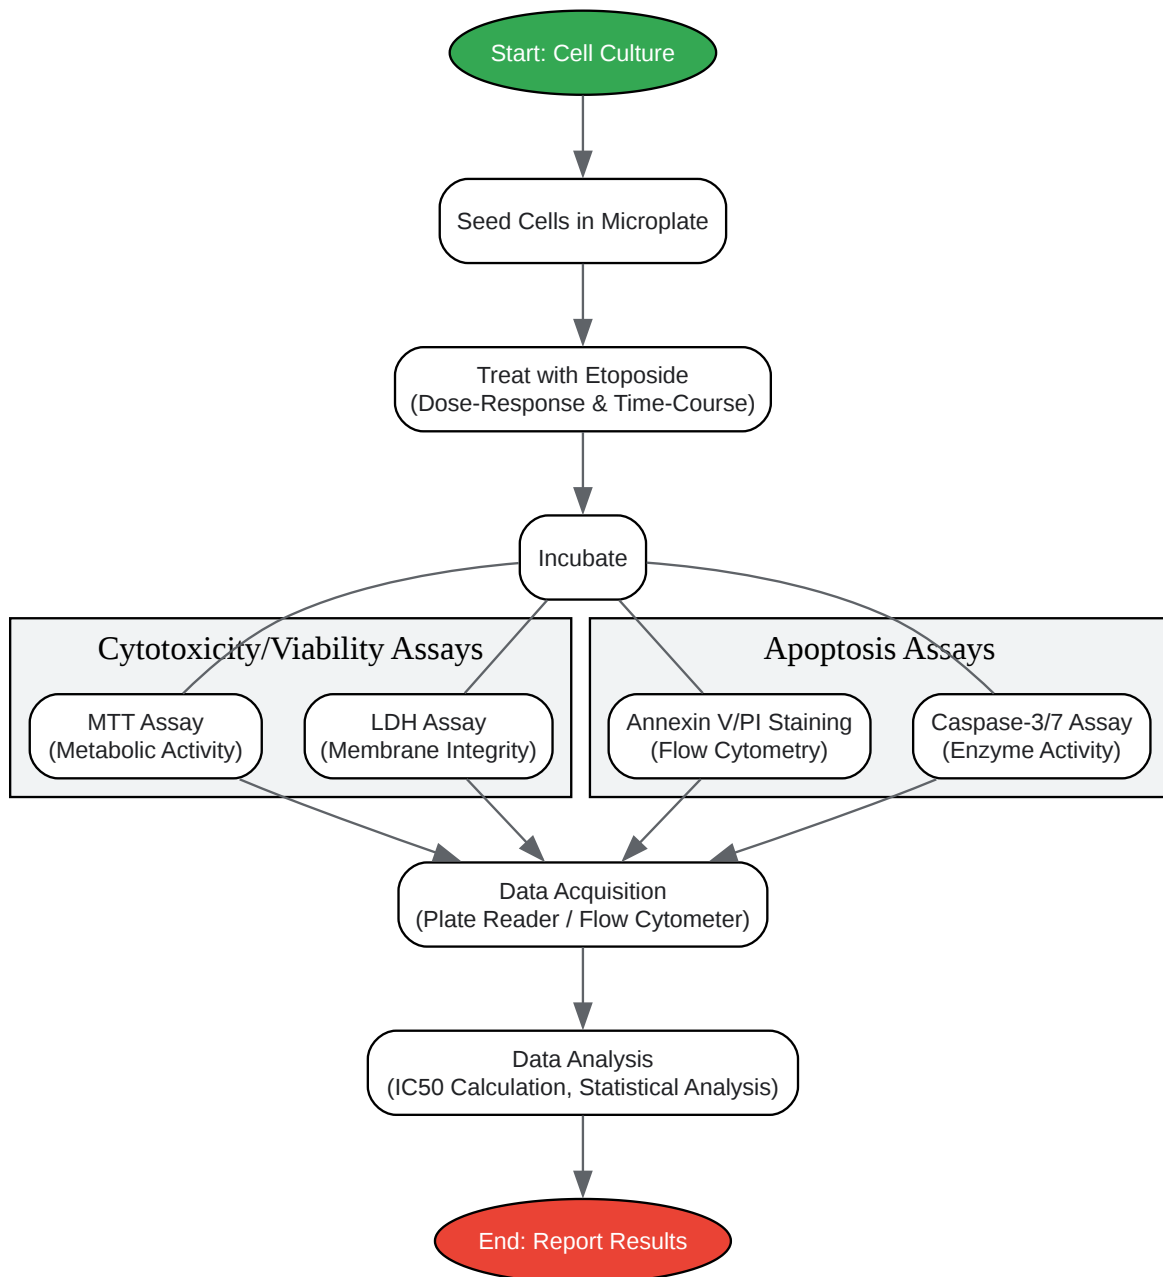 Start: Cell Culture
Seed Cells in Microplate
Treat with Etoposide
(Dose-Response & Time-Course)
Incubate
Cytotoxicity/Viability Assays
Apoptosis Assays
MTT Assay
(Metabolic Activity)
LDH Assay
(Membrane Integrity)
Annexin V/PI Staining
(Flow Cytometry)
Caspase-3/7 Assay
(Enzyme Activity)
Data Acquisition
(Plate Reader / Flow Cytometer)
Data Analysis
(IC50 Calculation, Statistical Analysis)
End: Report Results